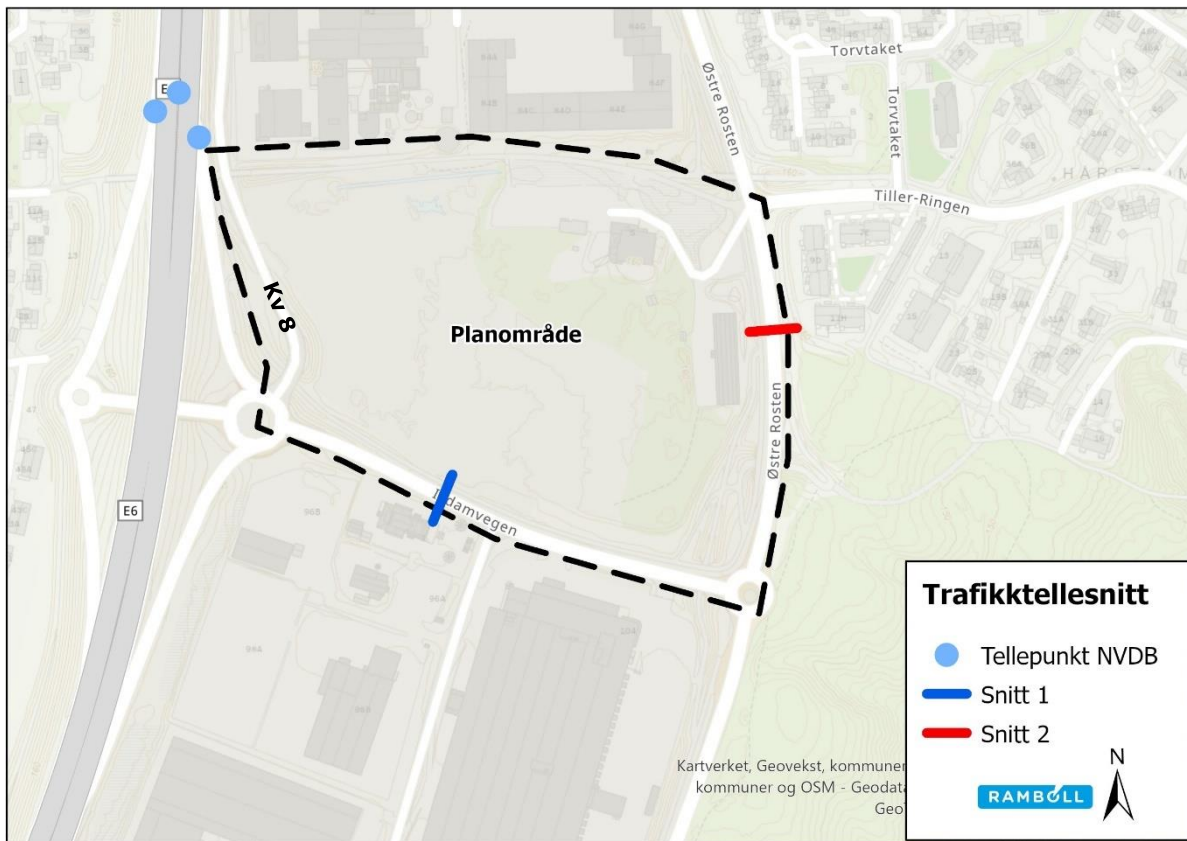 Torvtaket
Østre Rosten
E
Torvtaket
HÅRSTROM
Tiller-Ringen
Kv 8
Planområde
Østre Rosten
E6
Trafikktellesnitt
Tellepunkt NVDB
Snitt 1
Snitt 2
N
RAMBOLL
Kartverket, Geovekst, kommuner
kommuner og OSM - Geodata